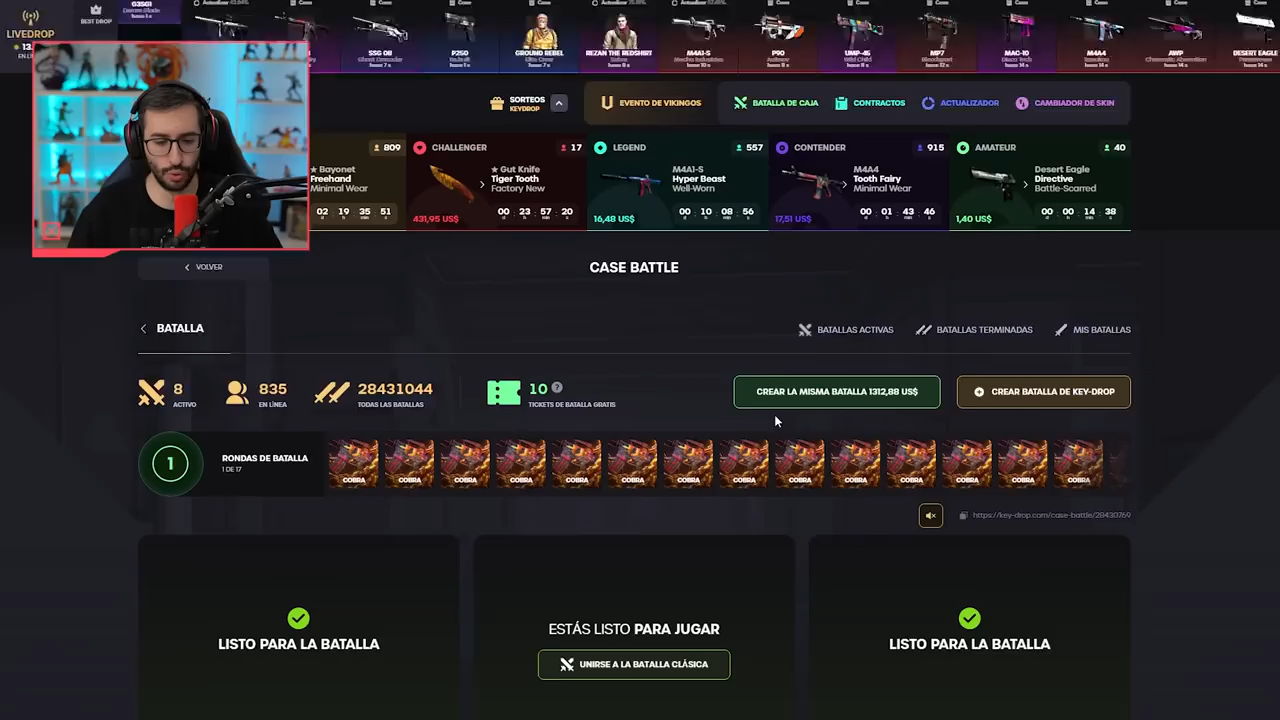 LIVEDROP
BEST DROP
G3SG1
SSG 08
P250
GROUND REBEL
REZAN THE REDSHIRT
M4A1-S
P90
UMP-45
Wild Child
MP7
MAC-10
M4A4
AWP
DESERT EAGLE
SORTEOS
KEYDROP
EVENTO DE VIKINGOS
BATALLA DE CAJA
CONTRACTOS
ACTUALIZADOR
CAMBIADOR DE SKIN
809
★ Bayonet
Freehand
Minimal Wear
02 19 35 51
CHALLENGER
17
★ Gut Knife
Tiger Tooth
Factory New
431,95 US$
00 23 57 20
LEGEND
557
M4A1-S
Hyper Beast
Well-Worn
16,48 US$
00 10 08 56
CONTENDER
915
M4A4
Tooth Fairy
Minimal Wear
17,51 US$
00 01 43 46
AMATEUR
40
Desert Eagle
Directive
Battle-Scarred
1,40 US$
00 00 14 38
VOLVER
CASE BATTLE
BATALLA
BATALLAS ACTIVAS
BATALLAS TERMINADAS
MIS BATALLAS
8
ACTIVO
835
EN LÍNEA
28431044
TODAS LAS BATALLAS
10 ?
TICKETS DE BATALLA GRATIS
CREAR LA MISMA BATALLA 1312,88 US$
CREAR BATALLA DE KEY-DROP
1
RONDAS DE BATALLA
1 DE 17
COBRA COBRA COBRA COBRA COBRA COBRA COBRA COBRA COBRA COBRA COBRA COBRA COBRA COBRA
https://key-drop.com/case-battle/28430769
LISTO PARA LA BATALLA
ESTÁS LISTO PARA JUGAR
UNIRSE A LA BATALLA CLÁSICA
LISTO PARA LA BATALLA